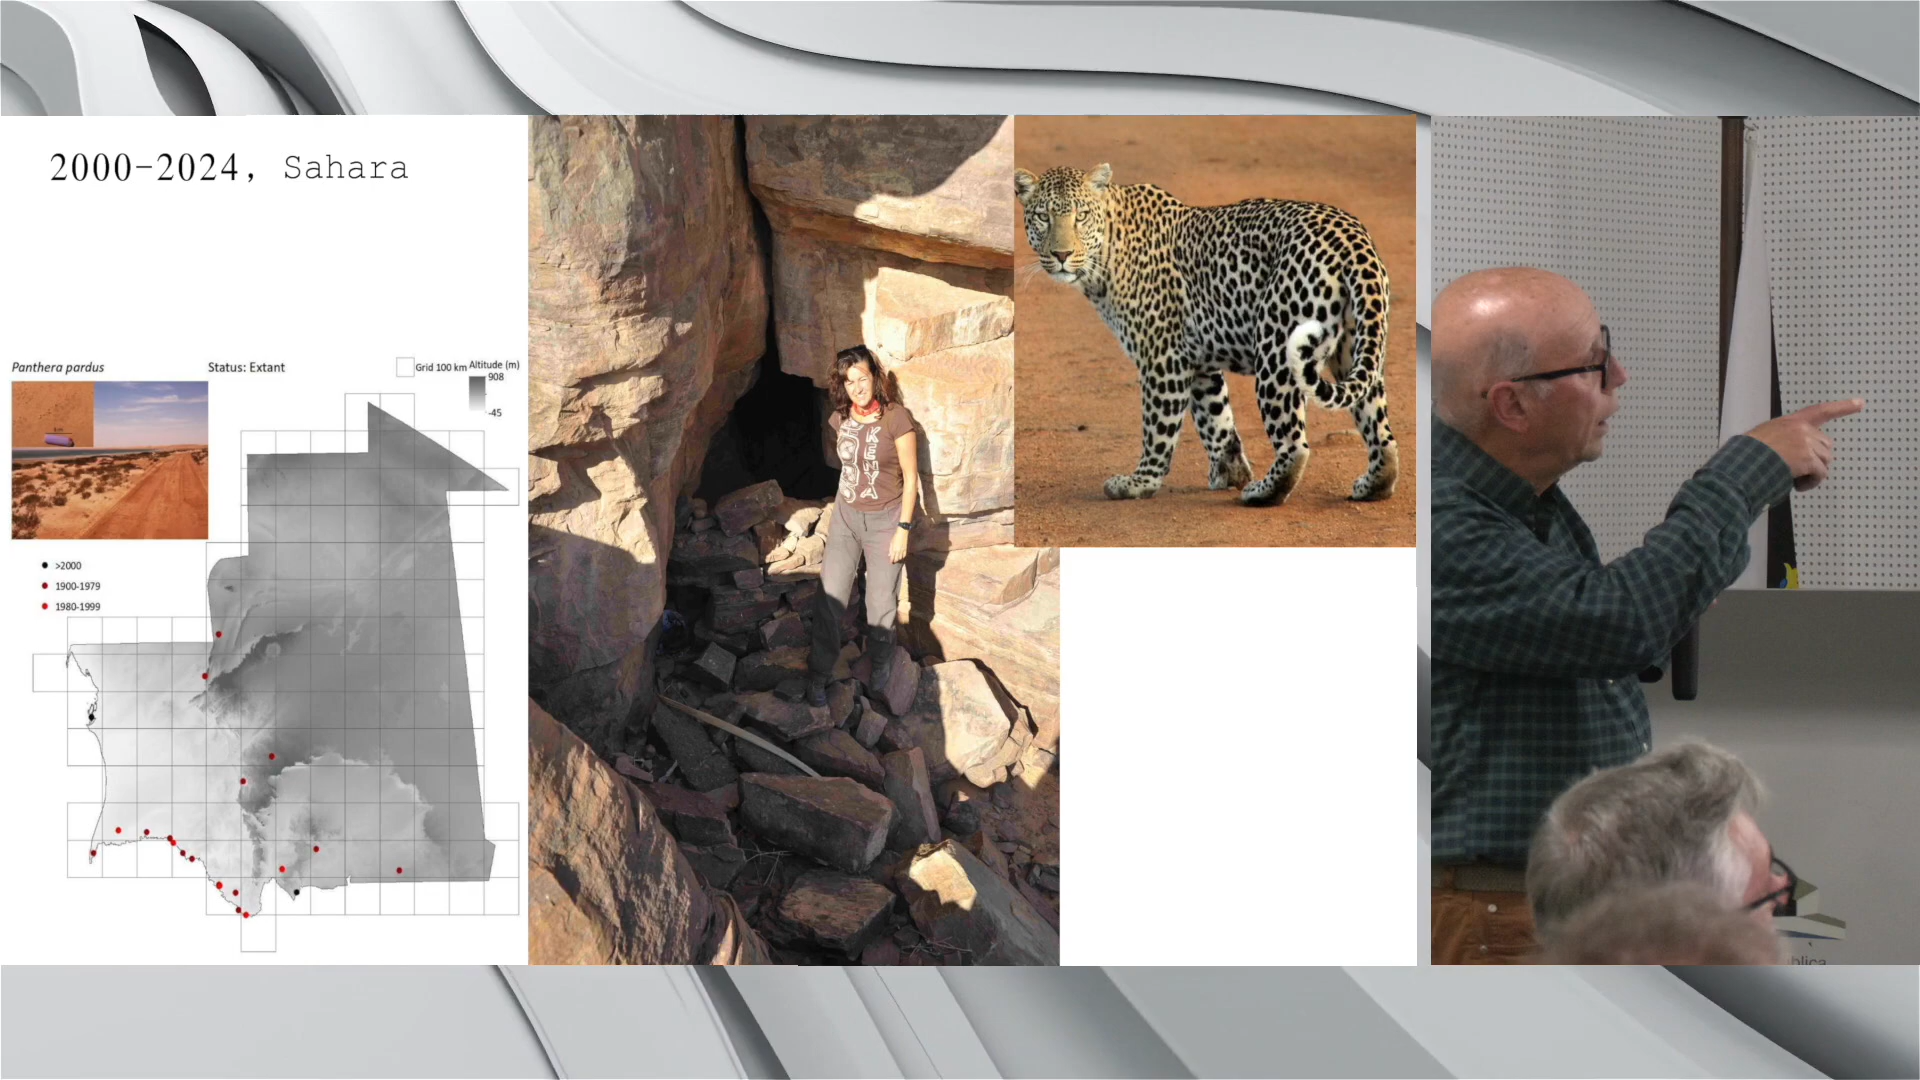 2000-2024, Sahara
Panthera pardus
Status: Extant
Grid 100 km
Altitude (m)
908
-45
>2000
1900-1979
1980-1999
KENYA
blica